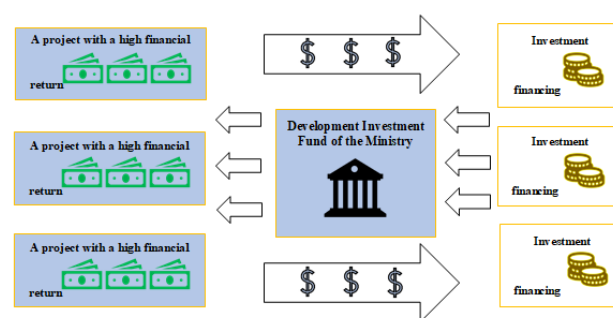 A project with a high financial
return
$ $ $
Investment
financing
A project with a high financial
return
Development Investment
Fund of the Ministry
Investment
financing
A project with a high financial
return
$ $ $
Investment
financing